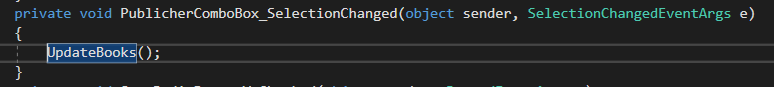 private void PublicherComboBox_SelectionChanged(object sender, SelectionChangedEventArgs e)
{
UpdateBooks();
}